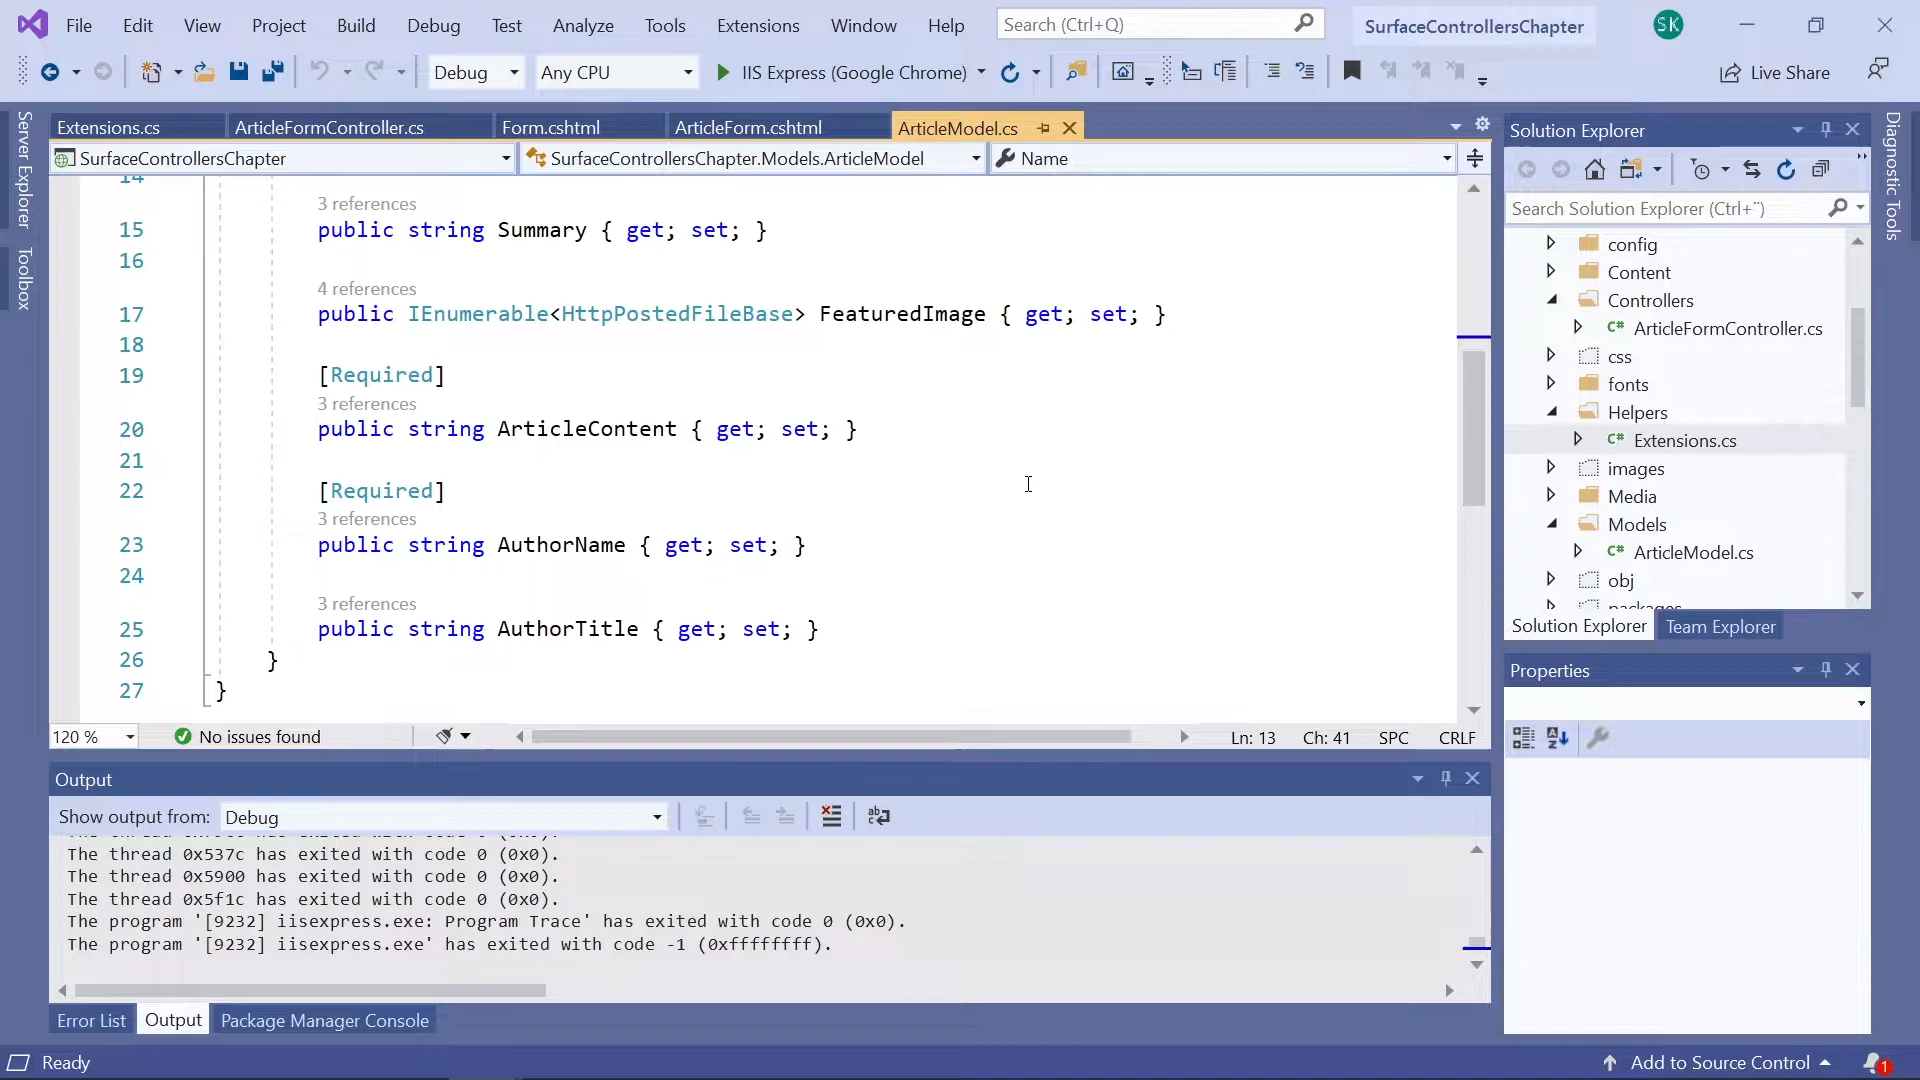 File Edit View Project Build Debug Test Analyze Tools Extensions Window Help Search (Ctrl+Q) SurfaceControllersChapter SK
Debug Any CPU IIS Express (Google Chrome) Live Share
Server Explorer
Toolbox
Extensions.cs ArticleFormController.cs Form.cshtml ArticleForm.cshtml ArticleModel.cs
SurfaceControllersChapter SurfaceControllersChapter.Models.ArticleModel Name
14
3 references
15 public string Summary { get; set; }
16
4 references
17 public IEnumerable<HttpPostedFileBase> FeaturedImage { get; set; }
18
19 [Required]
3 references
20 public string ArticleContent { get; set; }
21
22 [Required]
3 references
23 public string AuthorName { get; set; }
24
3 references
25 public string AuthorTitle { get; set; }
26 }
27 }
120 % No issues found Ln: 13 Ch: 41 SPC CRLF
Output
Show output from: Debug
The thread 0x537c has exited with code 0 (0x0).
The thread 0x5900 has exited with code 0 (0x0).
The thread 0x5f1c has exited with code 0 (0x0).
The program '[9232] iisexpress.exe: Program Trace' has exited with code 0 (0x0).
The program '[9232] iisexpress.exe' has exited with code -1 (0xffffffff).
Error List Output Package Manager Console
Solution Explorer
Search Solution Explorer (Ctrl+¨)
config
Content
Controllers
C# ArticleFormController.cs
css
fonts
Helpers
C# Extensions.cs
images
Media
Models
C# ArticleModel.cs
obj
packages
Solution Explorer Team Explorer
Properties
Diagnostic Tools
Ready Add to Source Control 1